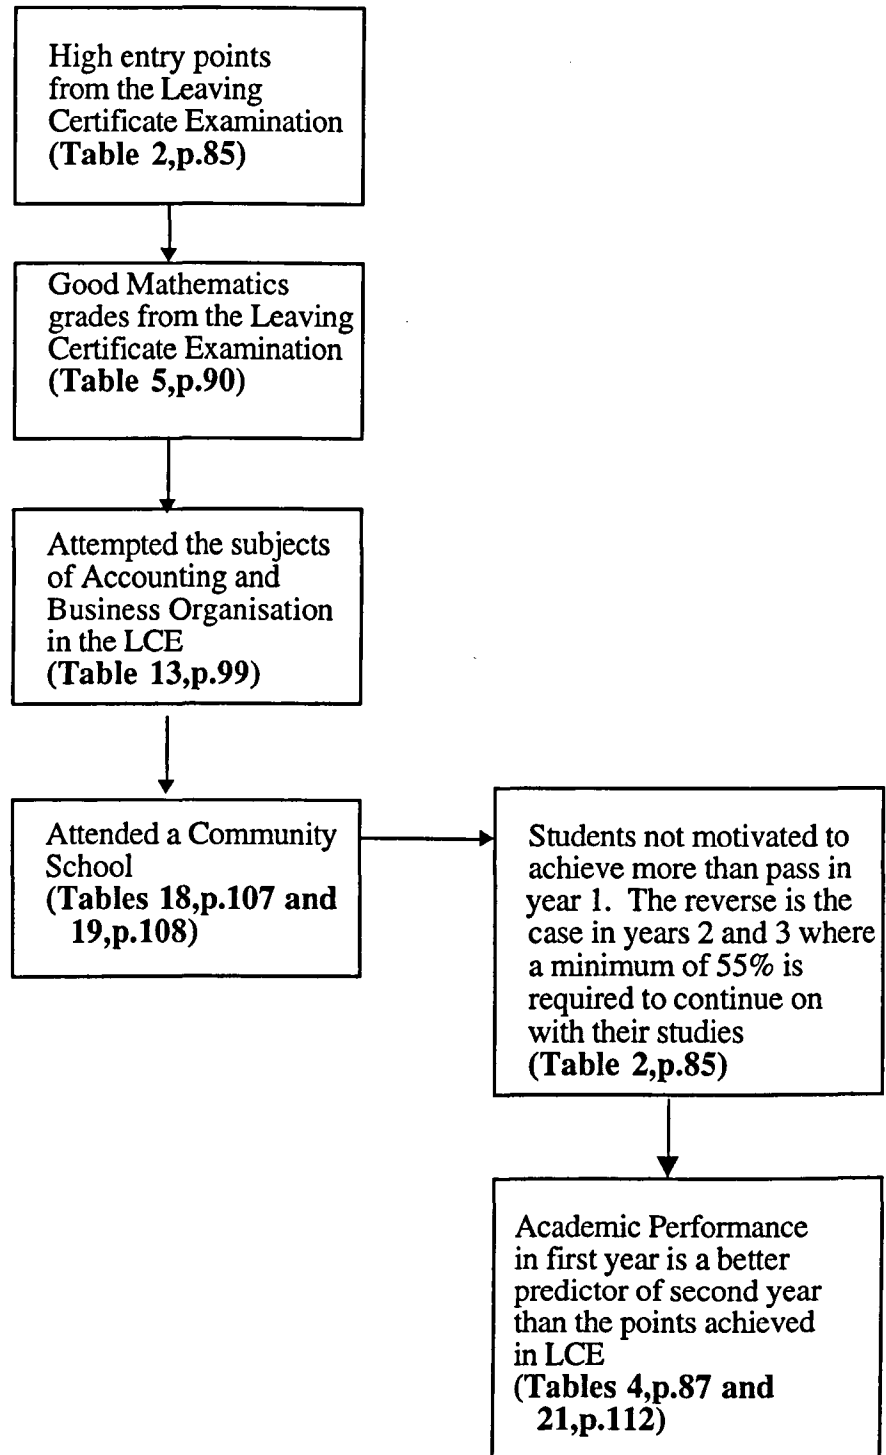 High entry points
from the Leaving
Certificate Examination
(Table 2,p.85)
Good Mathematics
grades from the Leaving
Certificate Examination
(Table 5,p.90)
Attempted the subjects
of Accounting and
Business Organisation
in the LCE
(Table 13,p.99)
Attended a Community
School
(Tables 18,p.107 and
19,p.108)
Students not motivated to
achieve more than pass in
year 1. The reverse is the
case in years 2 and 3 where
a minimum of 55% is
required to continue on
with their studies
(Table 2,p.85)
Academic Performance
in first year is a better
predictor of second year
than the points achieved
in LCE
(Tables 4,p.87 and
21,p.112)